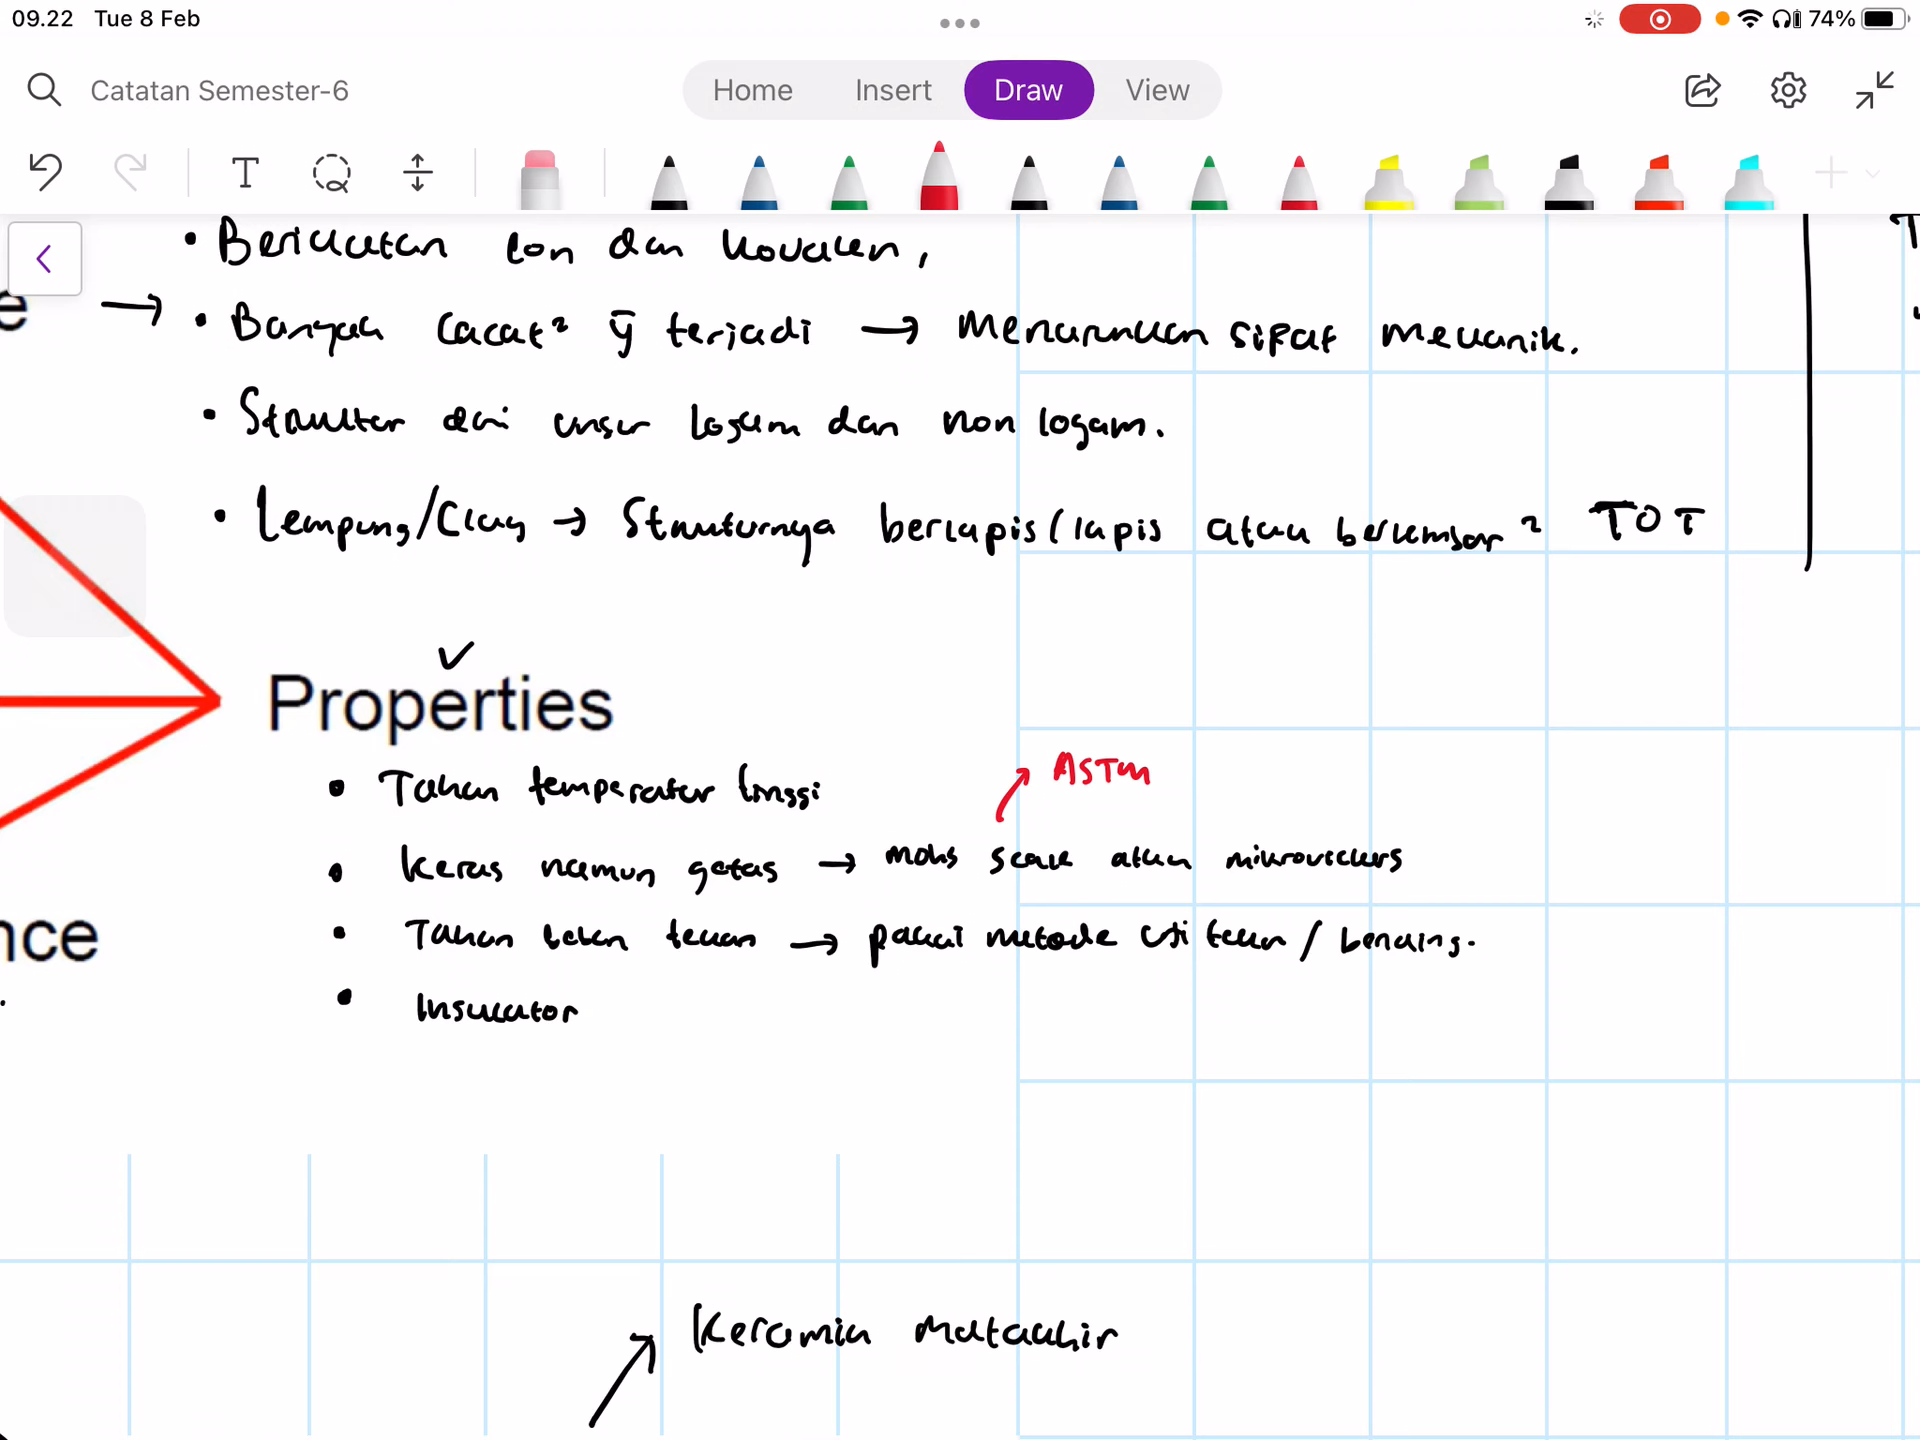 09.22 Tue 8 Feb 74%
Catatan Semester-6 Home Insert Draw View
T
• Berikatan ion dan kovalen,
e → • Banyak cacat² yg terjadi → Menurunkan sifat mekanik.
• Struktur dari unsur logam dan non logam.
• Lempung/Clay → Strukturnya berlapis/lapis atau berlembar² TOT
✓
Properties
ASTM
• Tahan temperatur tinggi
• Keras namun getas → mohs scale atau mikrovickers
nce
• Tahan beban tekan → pakai metode uji tekan / bending.
• Insulator
Keramik Mutakhir